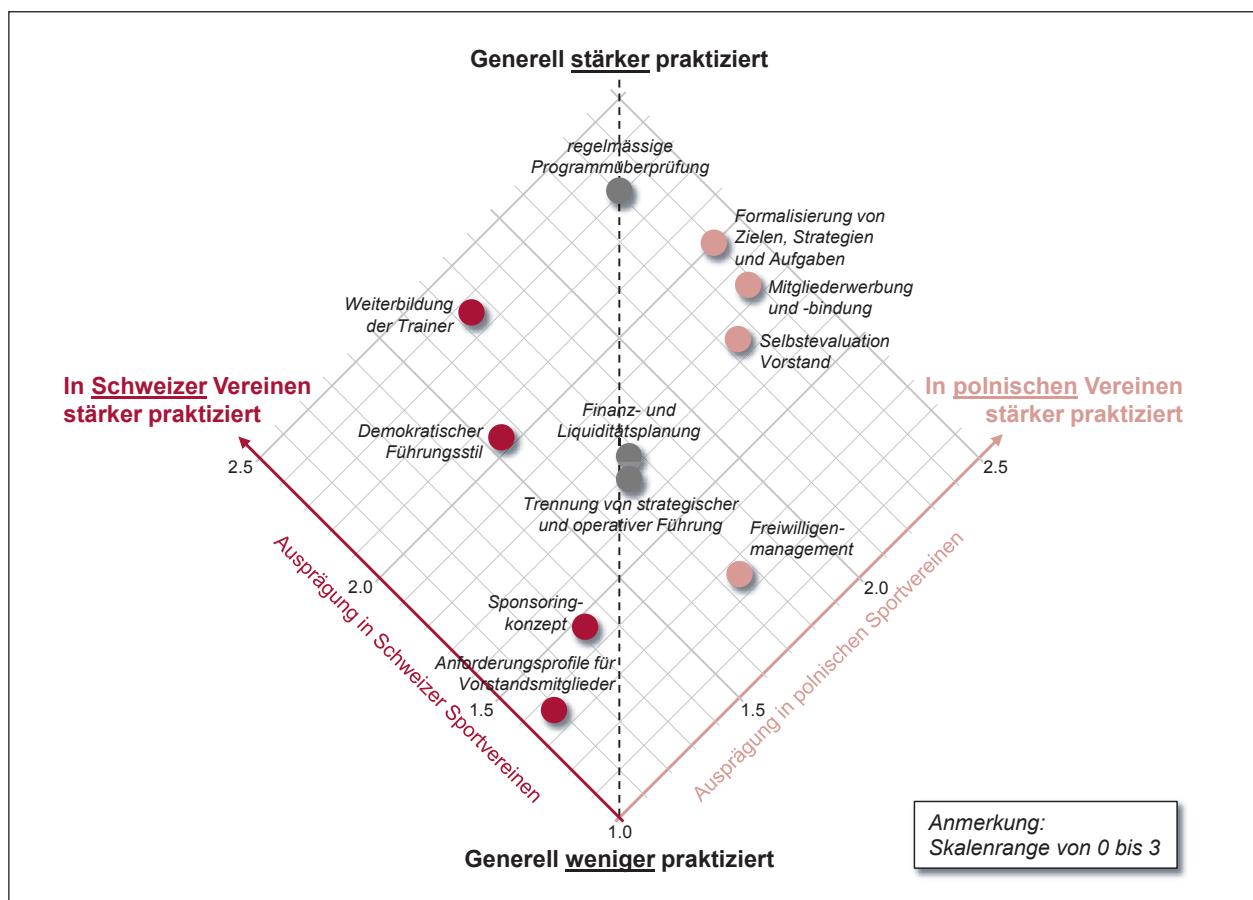 Generell stärker praktiziert
regelmässige
Programmüberprüfung
Formalisierung von
Zielen, Strategien
und Aufgaben
Mitgliederwerbung
und -bindung
Weiterbildung
der Trainer
Selbstevaluation
Vorstand
In Schweizer Vereinen
stärker praktiziert
In polnischen Vereinen
stärker praktiziert
Finanz- und
Liquiditätsplanung
Demokratischer
Führungsstil
2.5
2.5
Trennung von strategischer
und operativer Führung
Freiwilligen-
management
2.0
2.0
Ausprägung in Schweizer Sportvereinen
Ausprägung in polnischen Sportvereinen
Sponsoring-
konzept
Anforderungsprofile für
Vorstandsmitglieder
1.5
1.5
1.0
Generell weniger praktiziert
Anmerkung:
Skalenrange von 0 bis 3